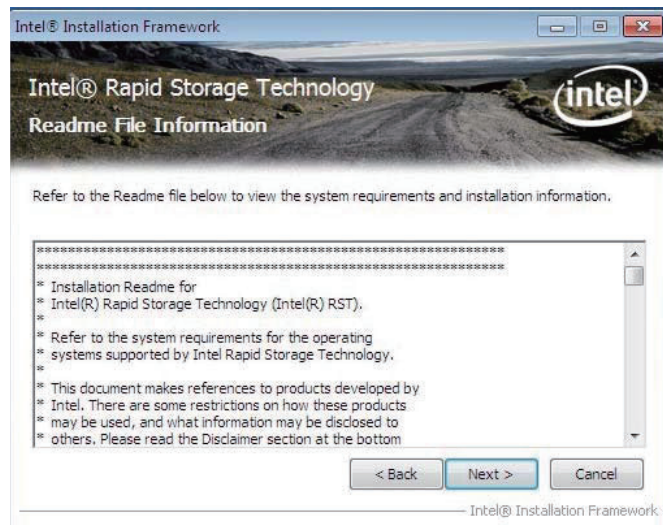 Intel® Installation Framework
Intel® Rapid Storage Technology
intel
Readme File Information
Refer to the Readme file below to view the system requirements and installation information.
************************************************************
************************************************************
* Installation Readme for
* Intel(R) Rapid Storage Technology (Intel(R) RST).
*
* Refer to the system requirements for the operating
* systems supported by Intel Rapid Storage Technology.
*
* This document makes references to products developed by
* Intel. There are some restrictions on how these products
* may be used, and what information may be disclosed to
* others. Please read the Disclaimer section at the bottom
< Back Next > Cancel
Intel® Installation Framework